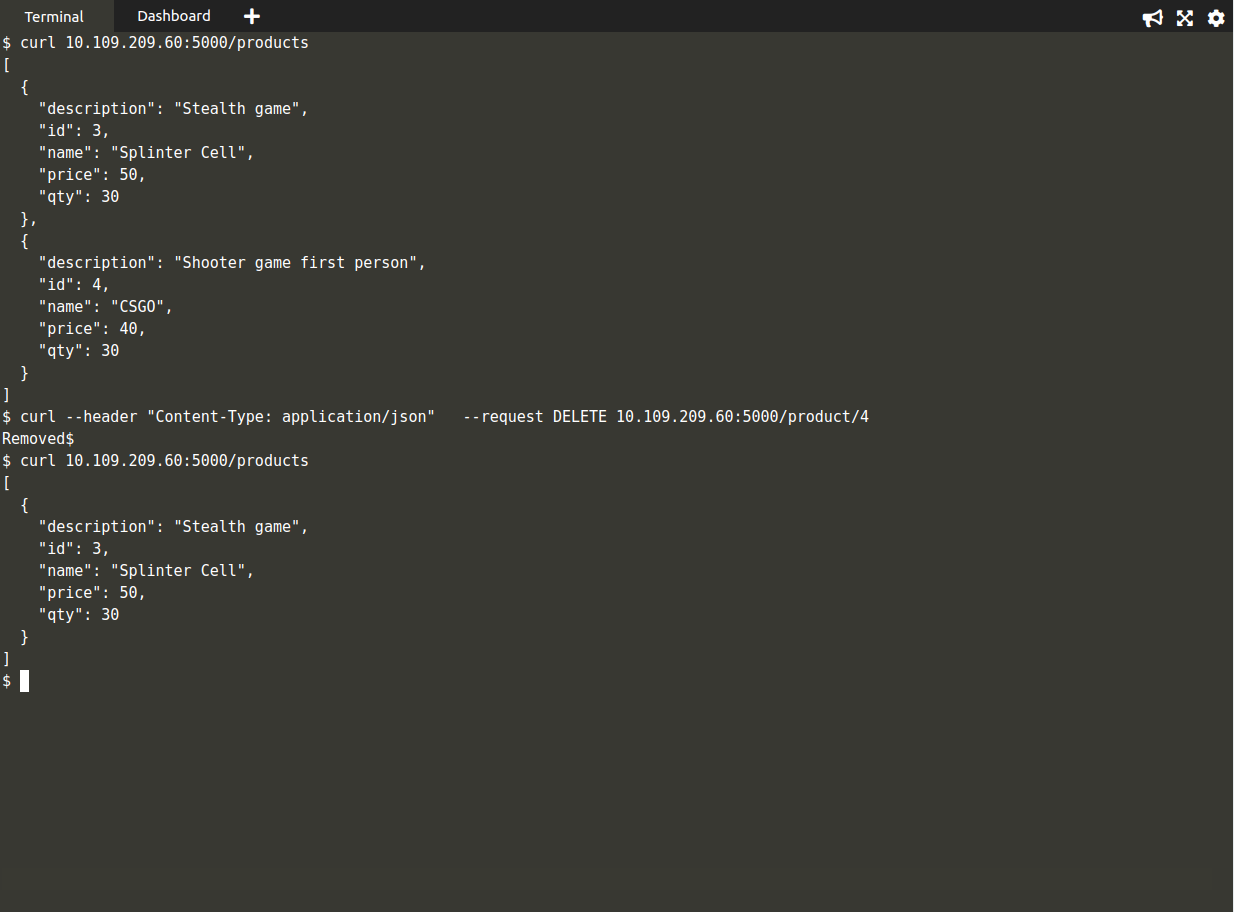 Terminal Dashboard
$ curl 10.109.209.60:5000/products
[
  {
    "description": "Stealth game",
    "id": 3,
    "name": "Splinter Cell",
    "price": 50,
    "qty": 30
  },
  {
    "description": "Shooter game first person",
    "id": 4,
    "name": "CSGO",
    "price": 40,
    "qty": 30
  }
]
$ curl --header "Content-Type: application/json"   --request DELETE 10.109.209.60:5000/product/4
Removed$
$ curl 10.109.209.60:5000/products
[
  {
    "description": "Stealth game",
    "id": 3,
    "name": "Splinter Cell",
    "price": 50,
    "qty": 30
  }
]
$